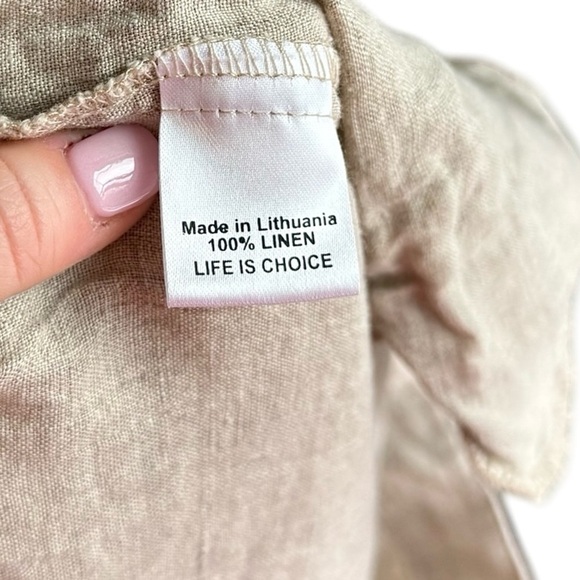 Made in Lithuania
100% LINEN
LIFE IS CHOICE